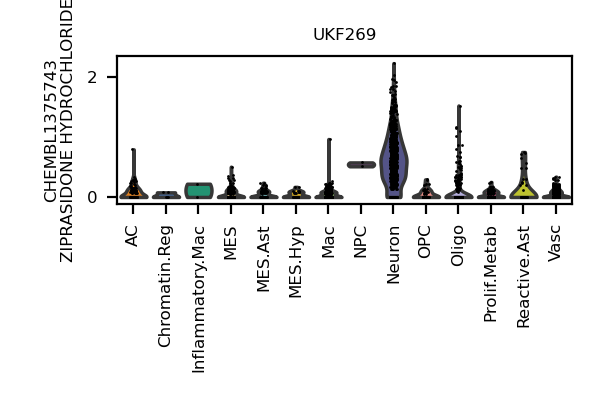 UKF269
CHEMBL1375743
ZIPRASIDONE HYDROCHLORIDE
2
0
AC
Chromatin.Reg
Inflammatory.Mac
MES
MES.Ast
MES.Hyp
Mac
NPC
Neuron
OPC
Oligo
Prolif.Metab
Reactive.Ast
Vasc